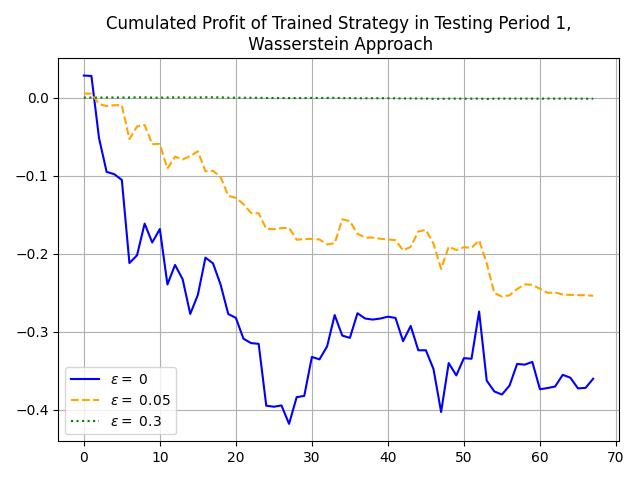 Cumulated Profit of Trained Strategy in Testing Period 1,
Wasserstein Approach
0.0
−0.1
−0.2
−0.3
−0.4
ε = 0
ε = 0.05
ε = 0.3
0 10 20 30 40 50 60 70